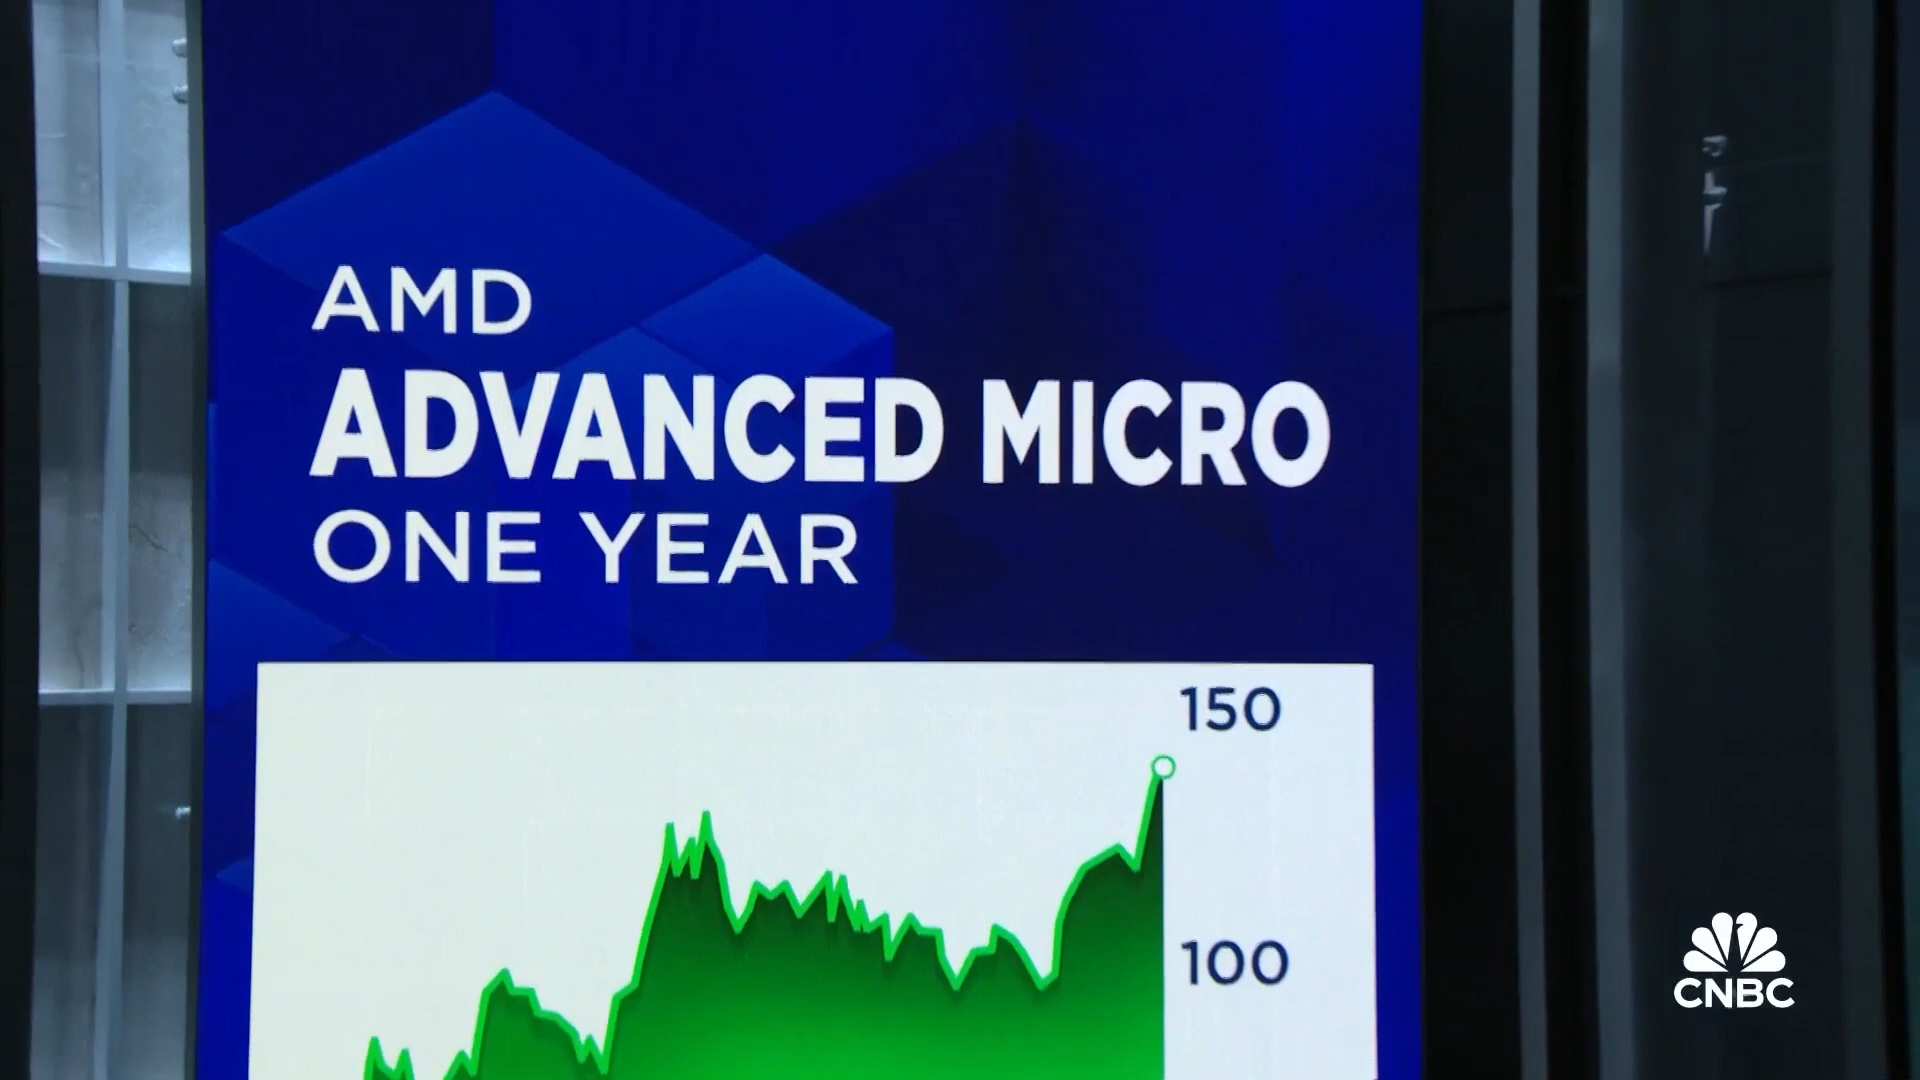 AMD
ADVANCED MICRO
ONE YEAR
150
100
CNBC